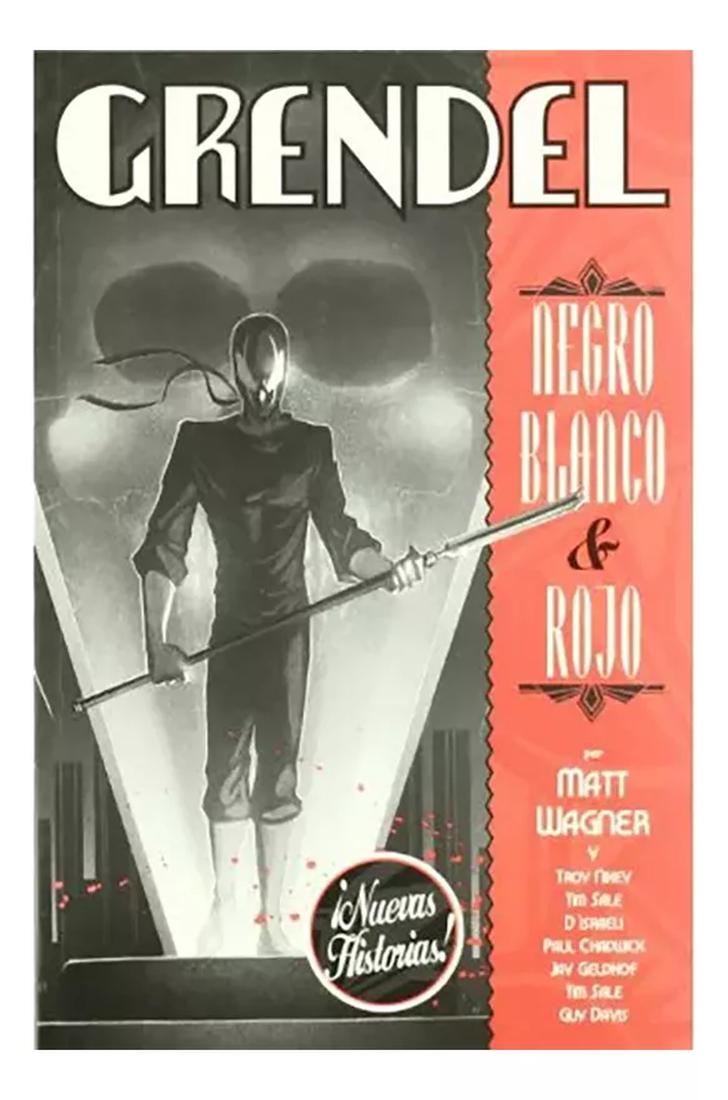 GRENDEL
NEGRO
BLANCO
&
ROJO
por
MATT
WAGNER
Y
TROY NIXEY
TIM SALE
D'ISRAELI
PAUL CHADWICK
JAY GELDHOF
TIM SALE
GUY DAVIS
¡Nuevas
Historias!